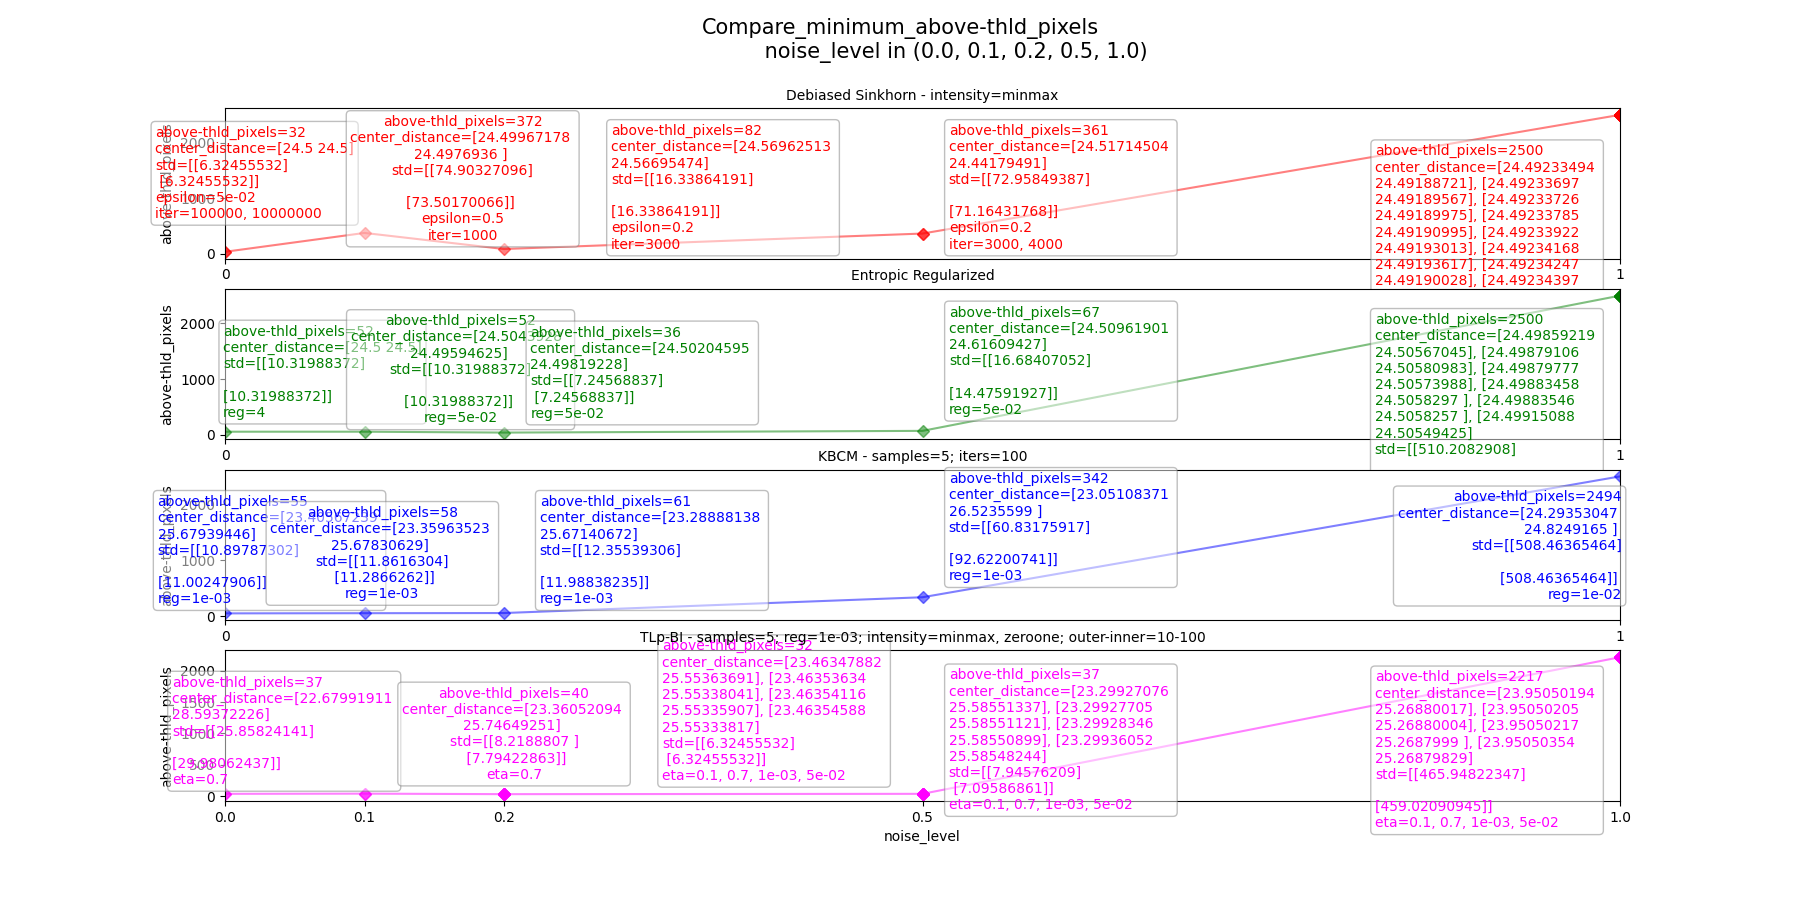 Compare_minimum_above-thld_pixels
noise_level in (0.0, 0.1, 0.2, 0.5, 1.0)
Debiased Sinkhorn - intensity=minmax
above-thld_pixels
2000
1000
0
above-thld_pixels=32
center_distance=[24.5 24.5]
std=[[6.32455532]
[6.32455532]]
epsilon=5e-02
iter=100000, 10000000
above-thld_pixels=372
center_distance=[24.49967178
24.4976936 ]
std=[[74.90327096]
[73.50170066]]
epsilon=0.5
iter=1000
above-thld_pixels=82
center_distance=[24.56962513
24.56695474]
std=[[16.33864191]
[16.33864191]]
epsilon=0.2
iter=3000
above-thld_pixels=361
center_distance=[24.51714504
24.44179491]
std=[[72.95849387]
[71.16431768]]
epsilon=0.2
iter=3000, 4000
above-thld_pixels=2500
center_distance=[24.49233494
24.49188721], [24.49233697
24.49189567], [24.49233726
24.49189975], [24.49233785
24.49190995], [24.49233922
24.49193013], [24.49234168
24.49193617], [24.49234247
24.49190028], [24.49234397
0
1
Entropic Regularized
above-thld_pixels
2000
1000
0
above-thld_pixels=52
center_distance=[24.5 24.5]
std=[[10.31988372]
[10.31988372]]
reg=4
above-thld_pixels=52
center_distance=[24.504
24.49594625]
std=[[10.31988372]
[10.31988372]]
reg=5e-02
above-thld_pixels=36
center_distance=[24.50204595
24.49819228]
std=[[7.24568837]
[7.24568837]]
reg=5e-02
above-thld_pixels=67
center_distance=[24.50961901
24.61609427]
std=[[16.68407052]
[14.47591927]]
reg=5e-02
above-thld_pixels=2500
center_distance=[24.49859219
24.50567045], [24.49879106
24.50580983], [24.49879777
24.50573988], [24.49883458
24.5058297 ], [24.49883546
24.5058257 ], [24.49915088
24.50549425]
std=[[510.2082908]
0
1
KBCM - samples=5; iters=100
above-thld_pixels
2000
1000
0
above-thld_pixels=55
center_distance=[23.40567259
25.67939446]
std=[[10.89787302]
[11.00247906]]
reg=1e-03
above-thld_pixels=58
center_distance=[23.35963523
25.67830629]
std=[[11.8616304]
[11.2866262]]
reg=1e-03
above-thld_pixels=61
center_distance=[23.28888138
25.67140672]
std=[[12.35539306]
[11.98838235]]
reg=1e-03
above-thld_pixels=342
center_distance=[23.05108371
26.5235599 ]
std=[[60.83175917]
[92.62200741]]
reg=1e-03
above-thld_pixels=2494
center_distance=[24.29353047
24.8249165 ]
std=[[508.46365464]
[508.46365464]]
reg=1e-02
0
1
TLp-BI - samples=5; reg=1e-03; intensity=minmax, zeroone; outer-inner=10-100
above-thld_pixels
2000
1500
1000
500
0
above-thld_pixels=37
center_distance=[22.67991911
28.59372226]
std=[[25.85824141]
[29.98062437]]
eta=0.7
above-thld_pixels=40
center_distance=[23.36052094
25.74649251]
std=[[8.2188807 ]
[7.79422863]]
eta=0.7
above-thld_pixels=32
center_distance=[23.46347882
25.55363691], [23.46353634
25.55338041], [23.46354116
25.55335907], [23.46354588
25.55333817]
std=[[6.32455532]
[6.32455532]]
eta=0.1, 0.7, 1e-03, 5e-02
above-thld_pixels=37
center_distance=[23.29927076
25.58551337], [23.29927705
25.58551121], [23.29928346
25.58550899], [23.29936052
25.58548244]
std=[[7.94576209]
[7.09586861]]
eta=0.1, 0.7, 1e-03, 5e-02
above-thld_pixels=2217
center_distance=[23.95050194
25.26880017], [23.95050205
25.26880004], [23.95050217
25.2687999 ], [23.95050354
25.26879829]
std=[[465.94822347]
[459.02090945]]
eta=0.1, 0.7, 1e-03, 5e-02
0.0
0.1
0.2
0.5
1.0
noise_level